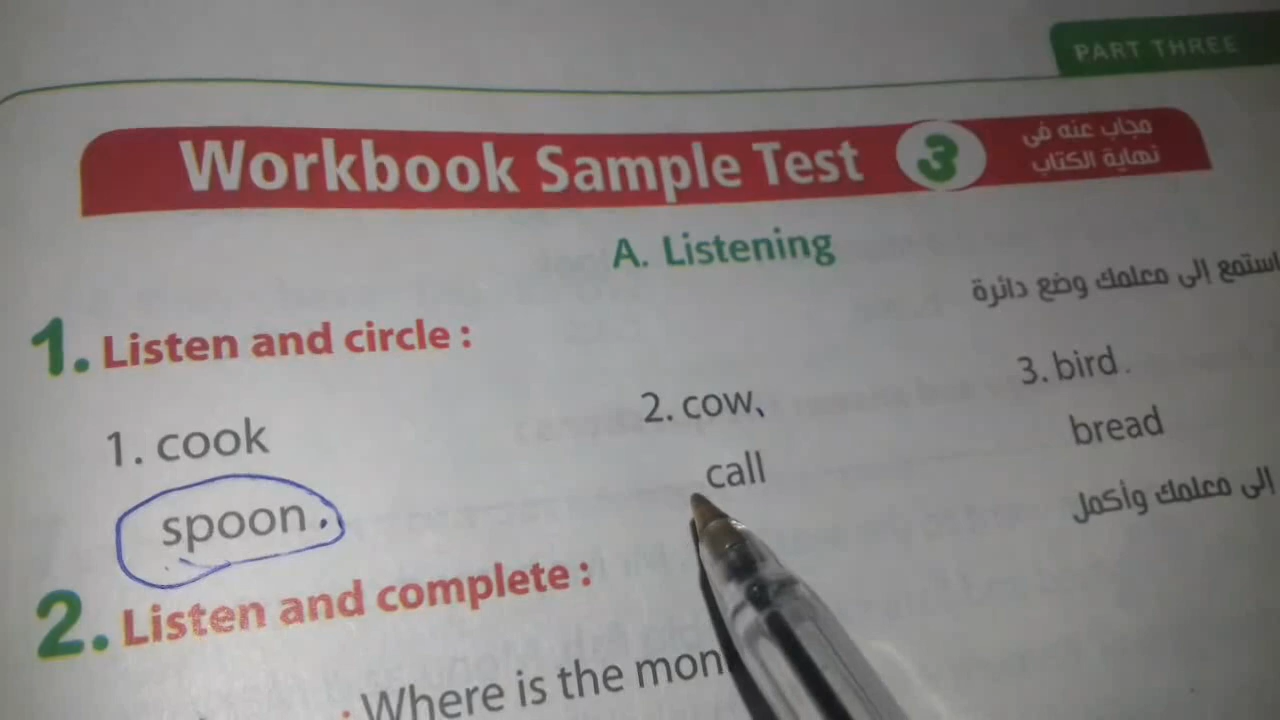 PART THREE
Workbook Sample Test 3
مجاب عنه فى
نهاية الكتاب
A. Listening
استمع إلى معلمك وضع دائرة
1. Listen and circle :
1. cook
spoon.
2. cow
call
3. bird
bread
إلى معلمك وأكمل
2. Listen and complete :
Where is the